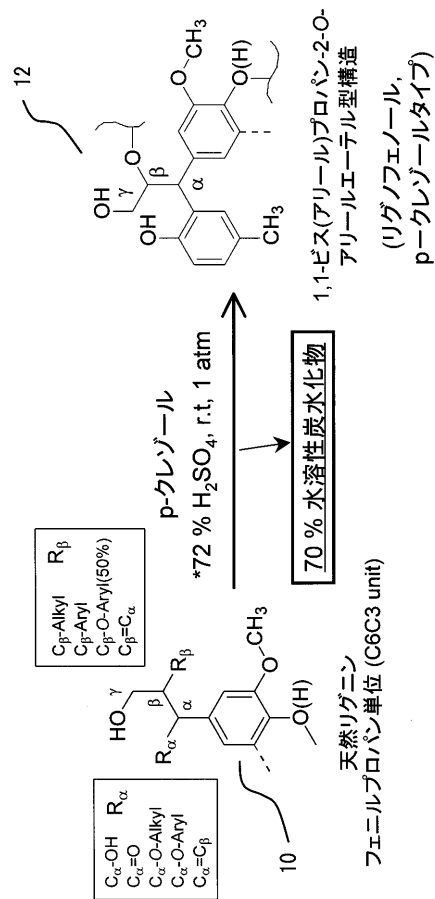 Rα
Cα-OH
Cα=O
Cα-O-Alkyl
Cα-O-Aryl
Cα=Cβ
Rβ
Cβ-Alkyl
Cβ-Aryl
Cβ-O-Aryl(50%)
Cβ=Cα
HO
γ
β
Rβ
Rα
α
O
CH3
O(H)
10
天然リグニン
フェニルプロパン単位 (C6C3 unit)
p-クレゾール
*72 % H2SO4, r.t, 1 atm
70 % 水溶性炭水化物
12
OH
γ
O
β
OH
α
O
CH3
O(H)
CH3
1,1-ビス(アリール)プロパン-2-O-
アリールエーテル型構造
(リグノフェノール,
p−クレゾールタイプ)